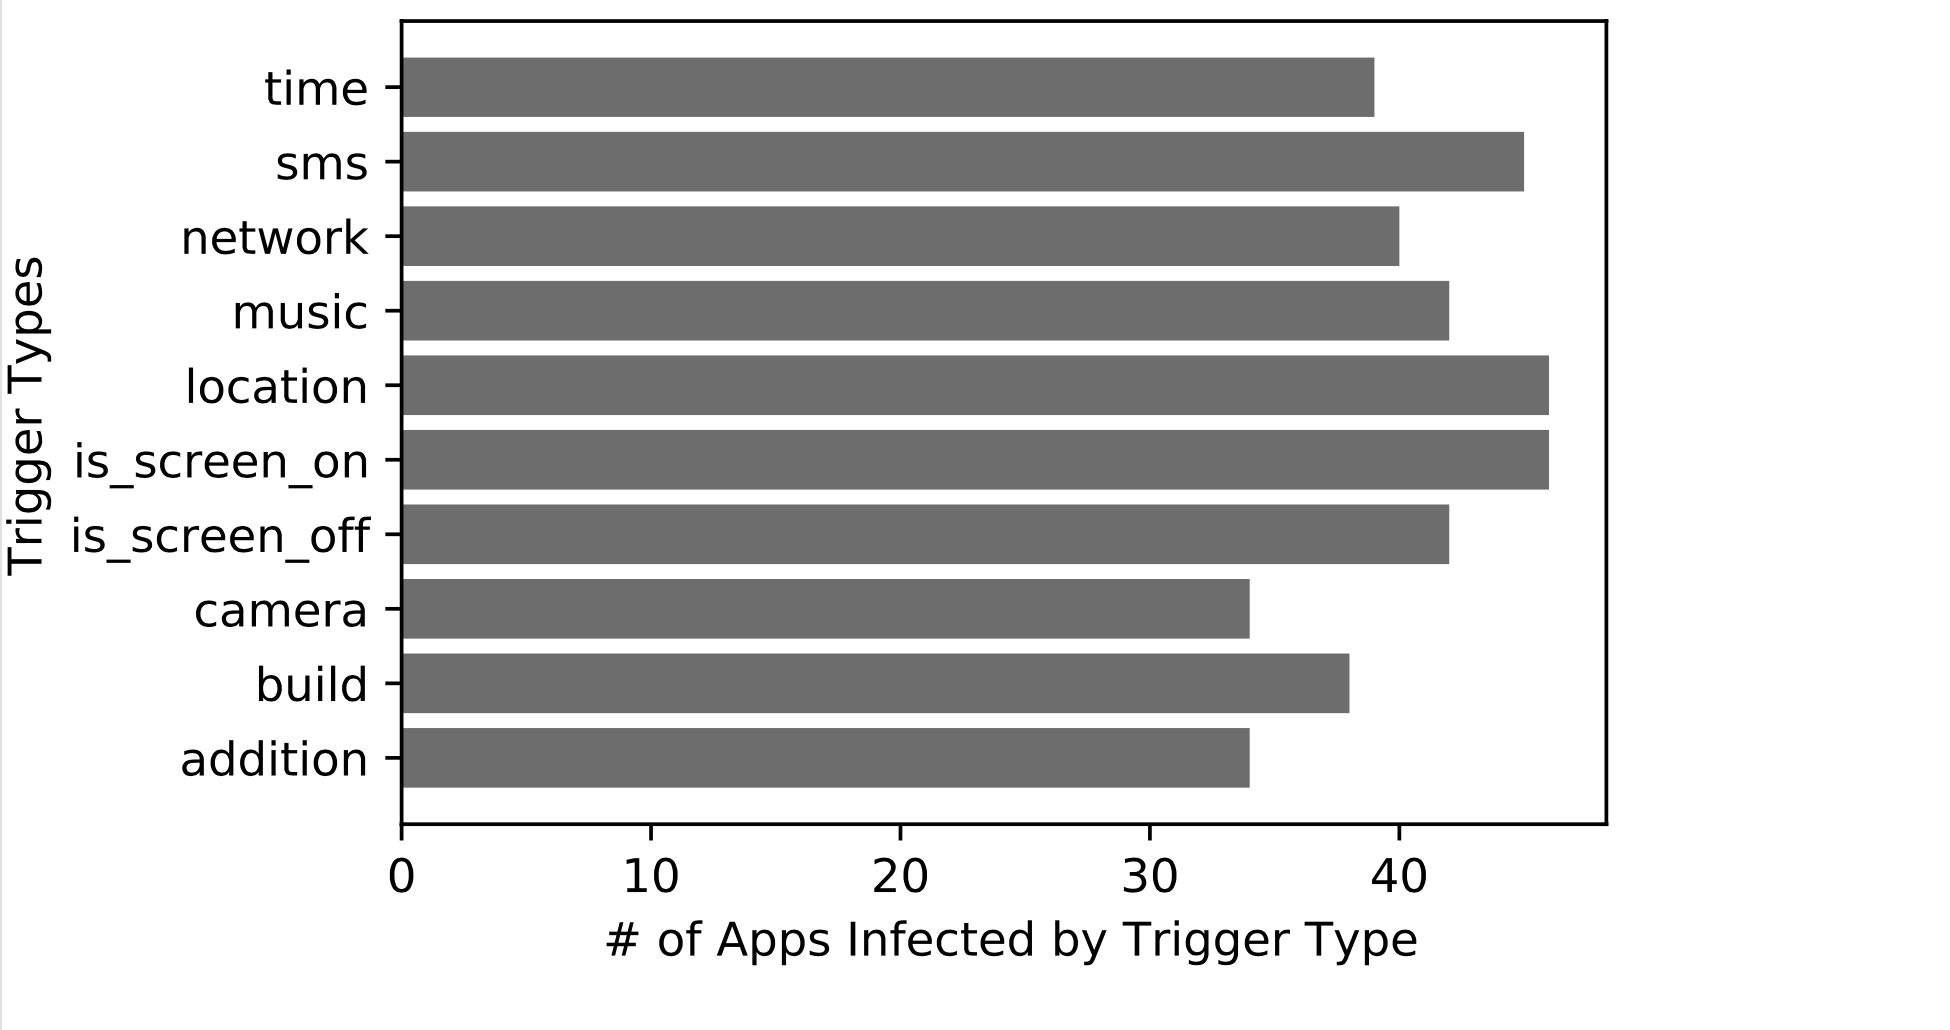 Trigger Types
time
sms
network
music
location
is_screen_on
is_screen_off
camera
build
addition
0 10 20 30 40
# of Apps Infected by Trigger Type